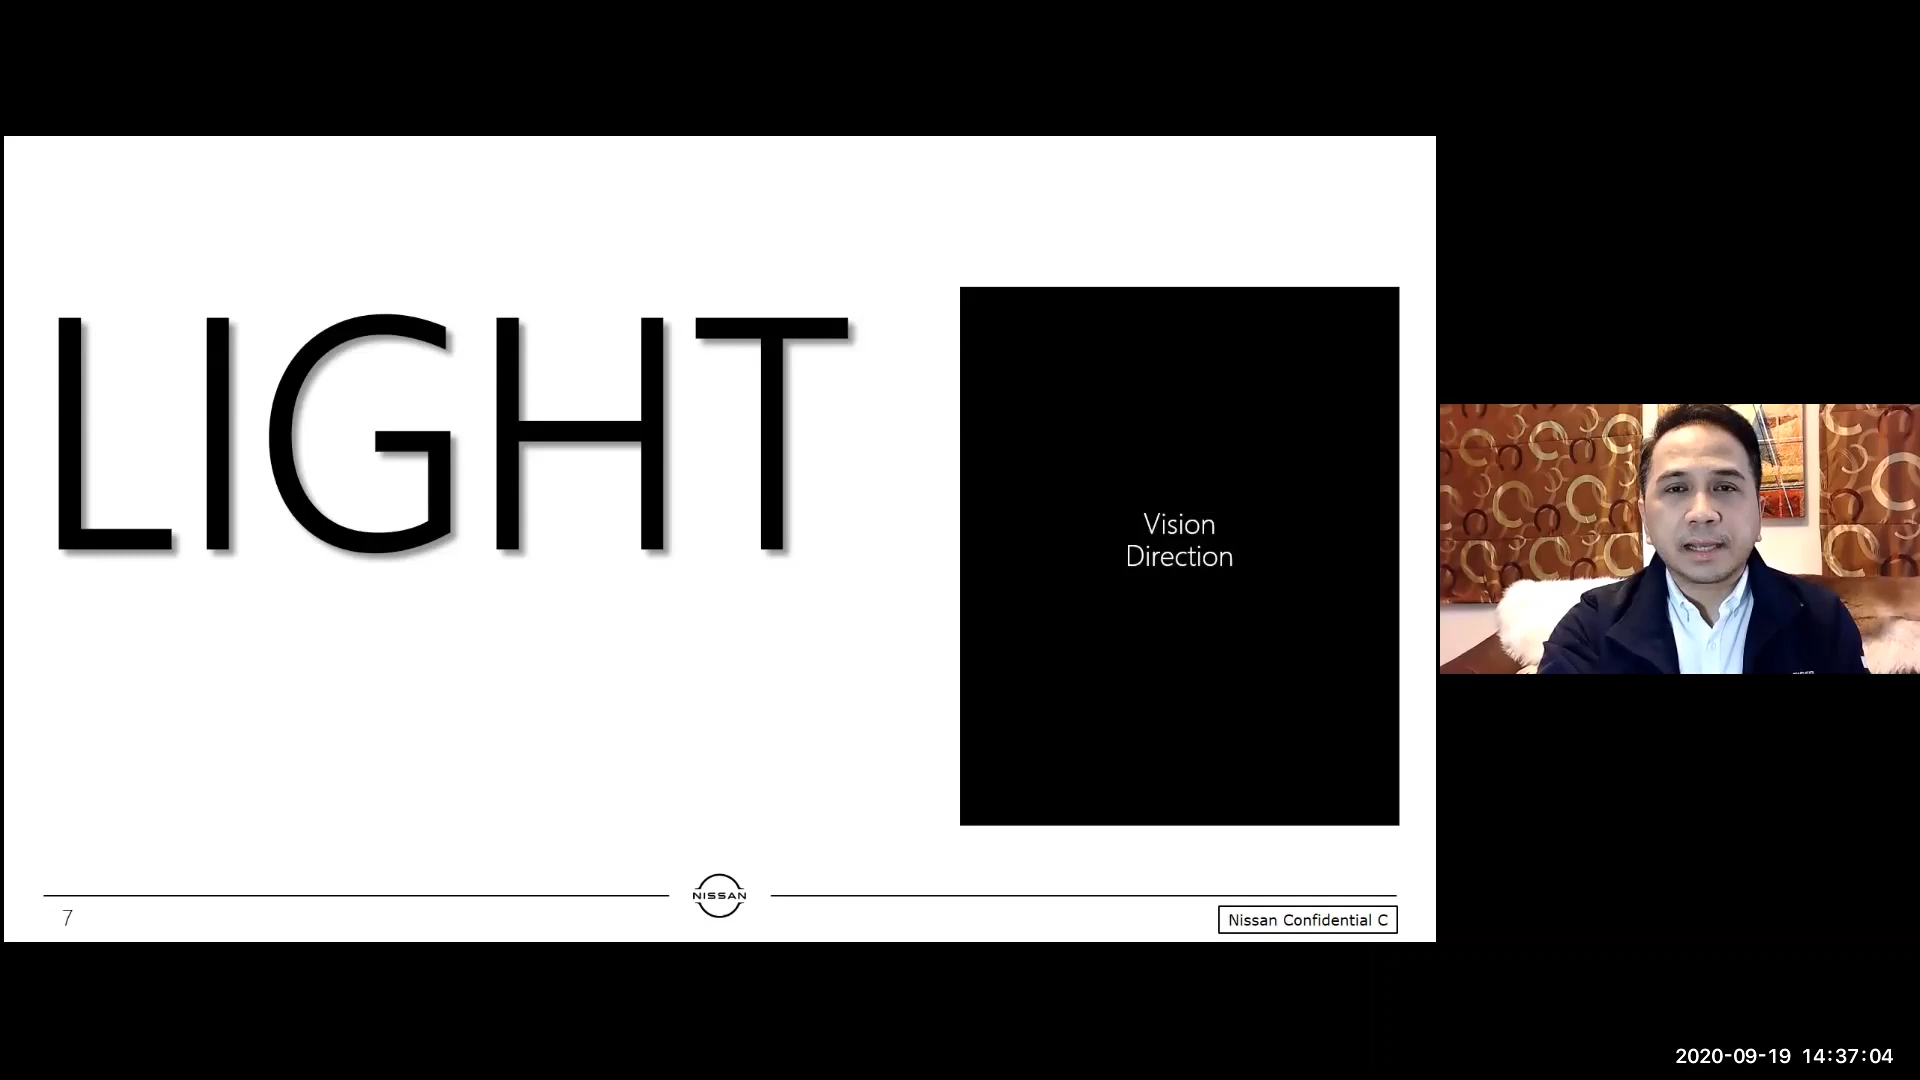 LIGHT
Vision
Direction
NISSAN
7
Nissan Confidential C
2020-09-19 14:37:04